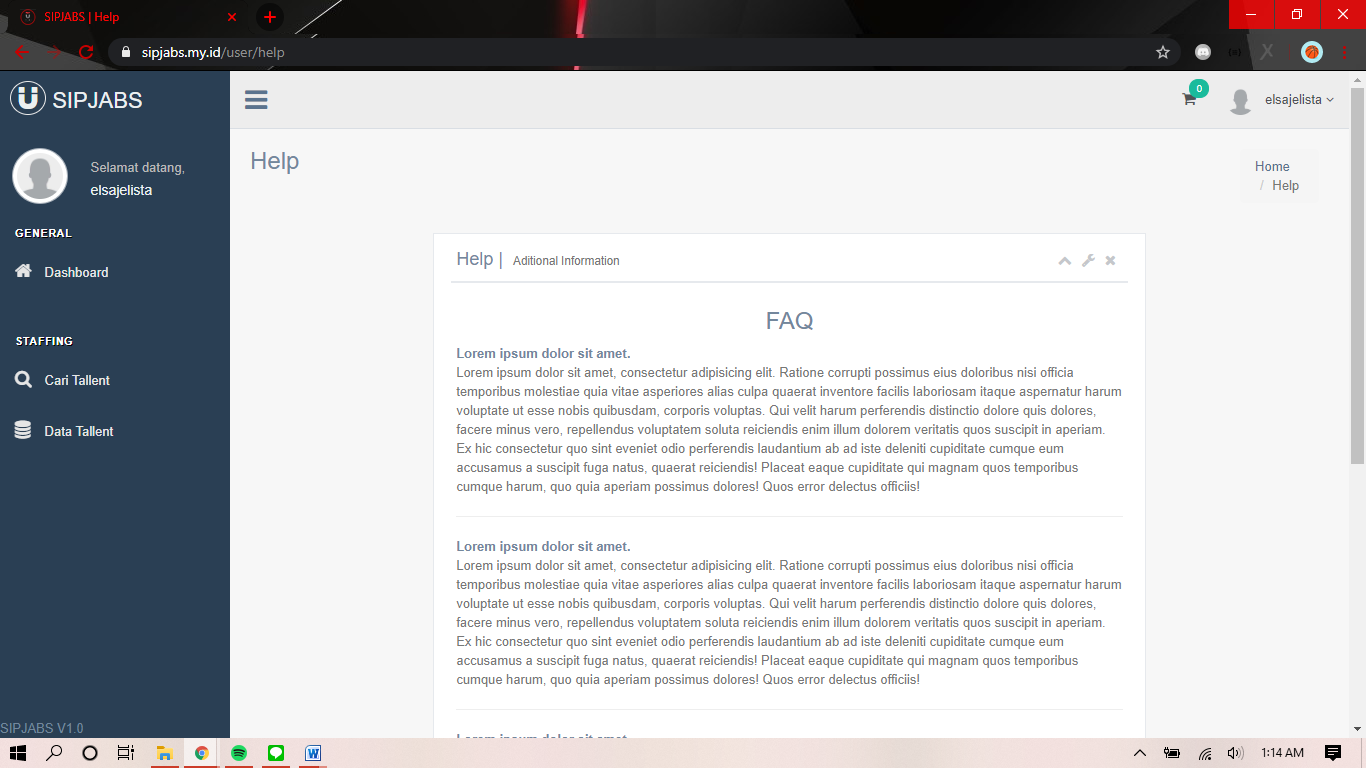 SIPJABS | Help
sipjabs.my.id/user/help
SIPJABS
0
elsajelista
Selamat datang,
elsajelista
Help
Home
/ Help
GENERAL
Dashboard
STAFFING
Cari Tallent
Data Tallent
Help | Aditional Information
FAQ
Lorem ipsum dolor sit amet.
Lorem ipsum dolor sit amet, consectetur adipisicing elit. Ratione corrupti possimus eius doloribus nisi officia
temporibus molestiae quia vitae asperiores alias culpa quaerat inventore facilis laboriosam itaque aspernatur harum
voluptate ut esse nobis quibusdam, corporis voluptas. Qui velit harum perferendis distinctio dolore quis dolores,
facere minus vero, repellendus voluptatem soluta reiciendis enim illum dolorem veritatis quos suscipit in aperiam.
Ex hic consectetur quo sint eveniet odio perferendis laudantium ab ad iste deleniti cupiditate cumque eum
accusamus a suscipit fuga natus, quaerat reiciendis! Placeat eaque cupiditate qui magnam quos temporibus
cumque harum, quo quia aperiam possimus dolores! Quos error delectus officiis!
Lorem ipsum dolor sit amet.
Lorem ipsum dolor sit amet, consectetur adipisicing elit. Ratione corrupti possimus eius doloribus nisi officia
temporibus molestiae quia vitae asperiores alias culpa quaerat inventore facilis laboriosam itaque aspernatur harum
voluptate ut esse nobis quibusdam, corporis voluptas. Qui velit harum perferendis distinctio dolore quis dolores,
facere minus vero, repellendus voluptatem soluta reiciendis enim illum dolorem veritatis quos suscipit in aperiam.
Ex hic consectetur quo sint eveniet odio perferendis laudantium ab ad iste deleniti cupiditate cumque eum
accusamus a suscipit fuga natus, quaerat reiciendis! Placeat eaque cupiditate qui magnam quos temporibus
cumque harum, quo quia aperiam possimus dolores! Quos error delectus officiis!
Lorem ipsum dolor sit amet.
SIPJABS V1.0
1:14 AM